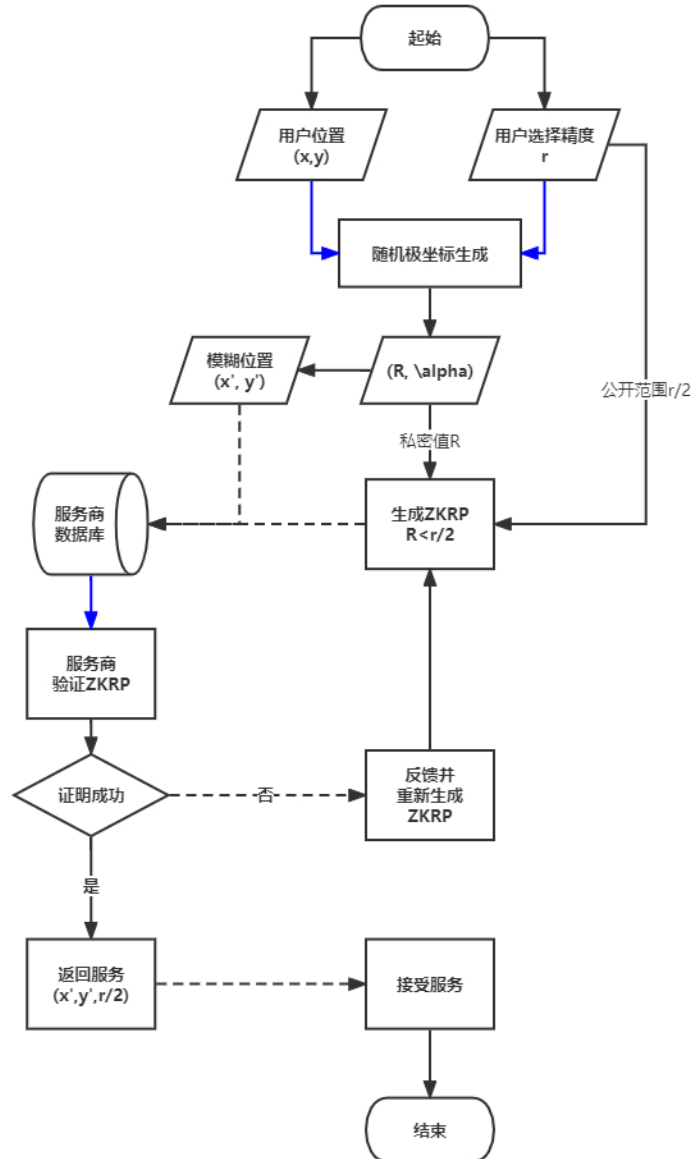 起始
用户位置
(x,y)
用户选择精度
r
随机极坐标生成
模糊位置
(x', y')
(R, \alpha)
公开范围r/2
私密值R
服务商
数据库
生成ZKRP
R<r/2
服务商
验证ZKRP
证明成功
否
反馈并
重新生成
ZKRP
是
返回服务
(x',y',r/2)
接受服务
结束